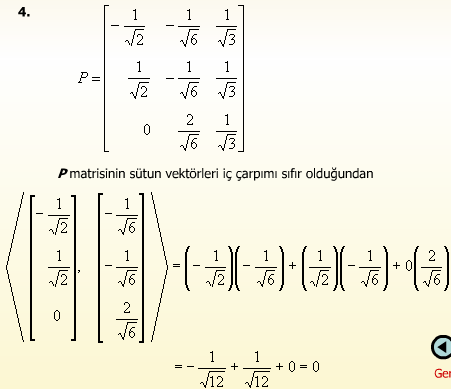 4.
P = [ -1/√2 -1/√6 1/√3
1/√2 -1/√6 1/√3
0 2/√6 1/√3 ]
P matrisinin sütun vektörleri iç çarpımı sıfır olduğundan
⟨ [ -1/√2 1/√2 0 ], [ -1/√6 -1/√6 2/√6 ] ⟩ = (-1/√2)(-1/√6) + (1/√2)(-1/√6) + 0(2/√6)
= -1/√12 + 1/√12 + 0 = 0